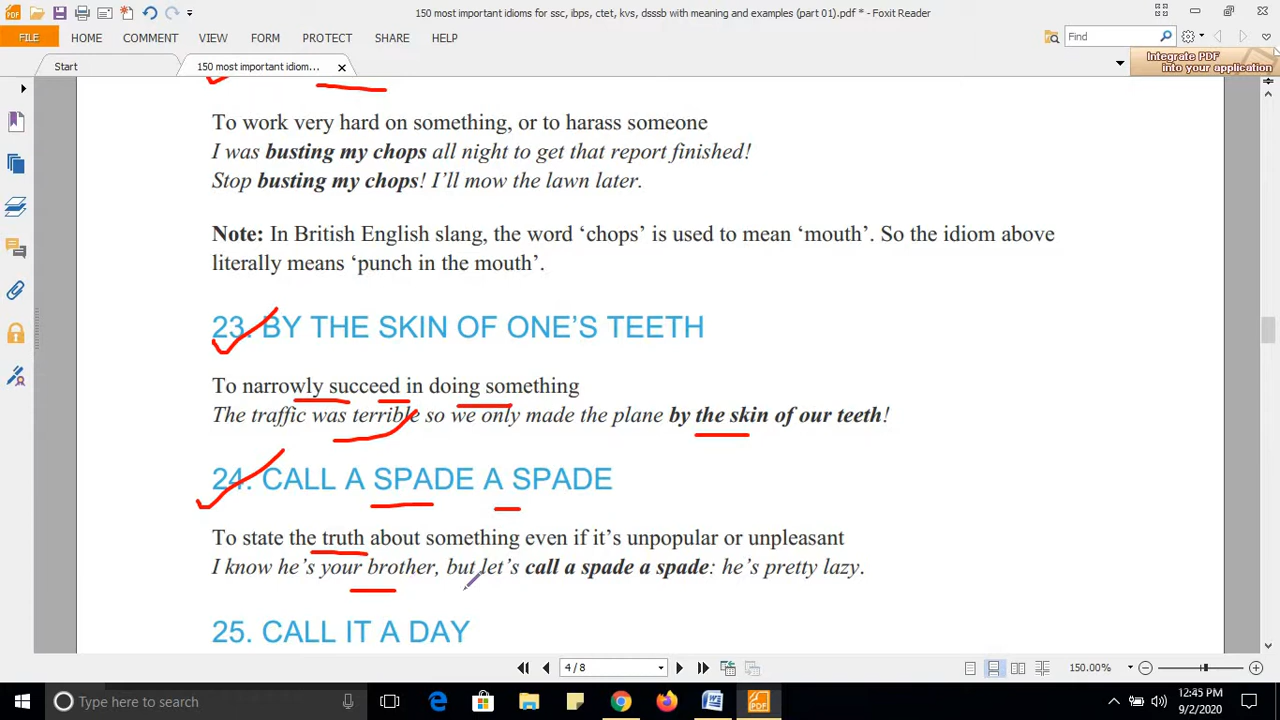 150 most important idioms for ssc, ibps, ctet, kvs, dsssb with meaning and exemples (part 01).pdf * - Foxit Reader
FILE HOME COMMENT VIEW FORM PROTECT SHARE HELP Find
Start 150 most important idiom... Integrate PDF
into your application
To work very hard on something, or to harass someone
I was busting my chops all night to get that report finished!
Stop busting my chops! I’ll mow the lawn later.
Note: In British English slang, the word ‘chops’ is used to mean ‘mouth’. So the idiom above
literally means ‘punch in the mouth’.
23. BY THE SKIN OF ONE’S TEETH
To narrowly succeed in doing something
The traffic was terrible so we only made the plane by the skin of our teeth!
24. CALL A SPADE A SPADE
To state the truth about something even if it’s unpopular or unpleasant
I know he’s your brother, but let’s call a spade a spade: he’s pretty lazy.
25. CALL IT A DAY
4 / 8 150.00%
Type here to search
12:45 PM
9/2/2020